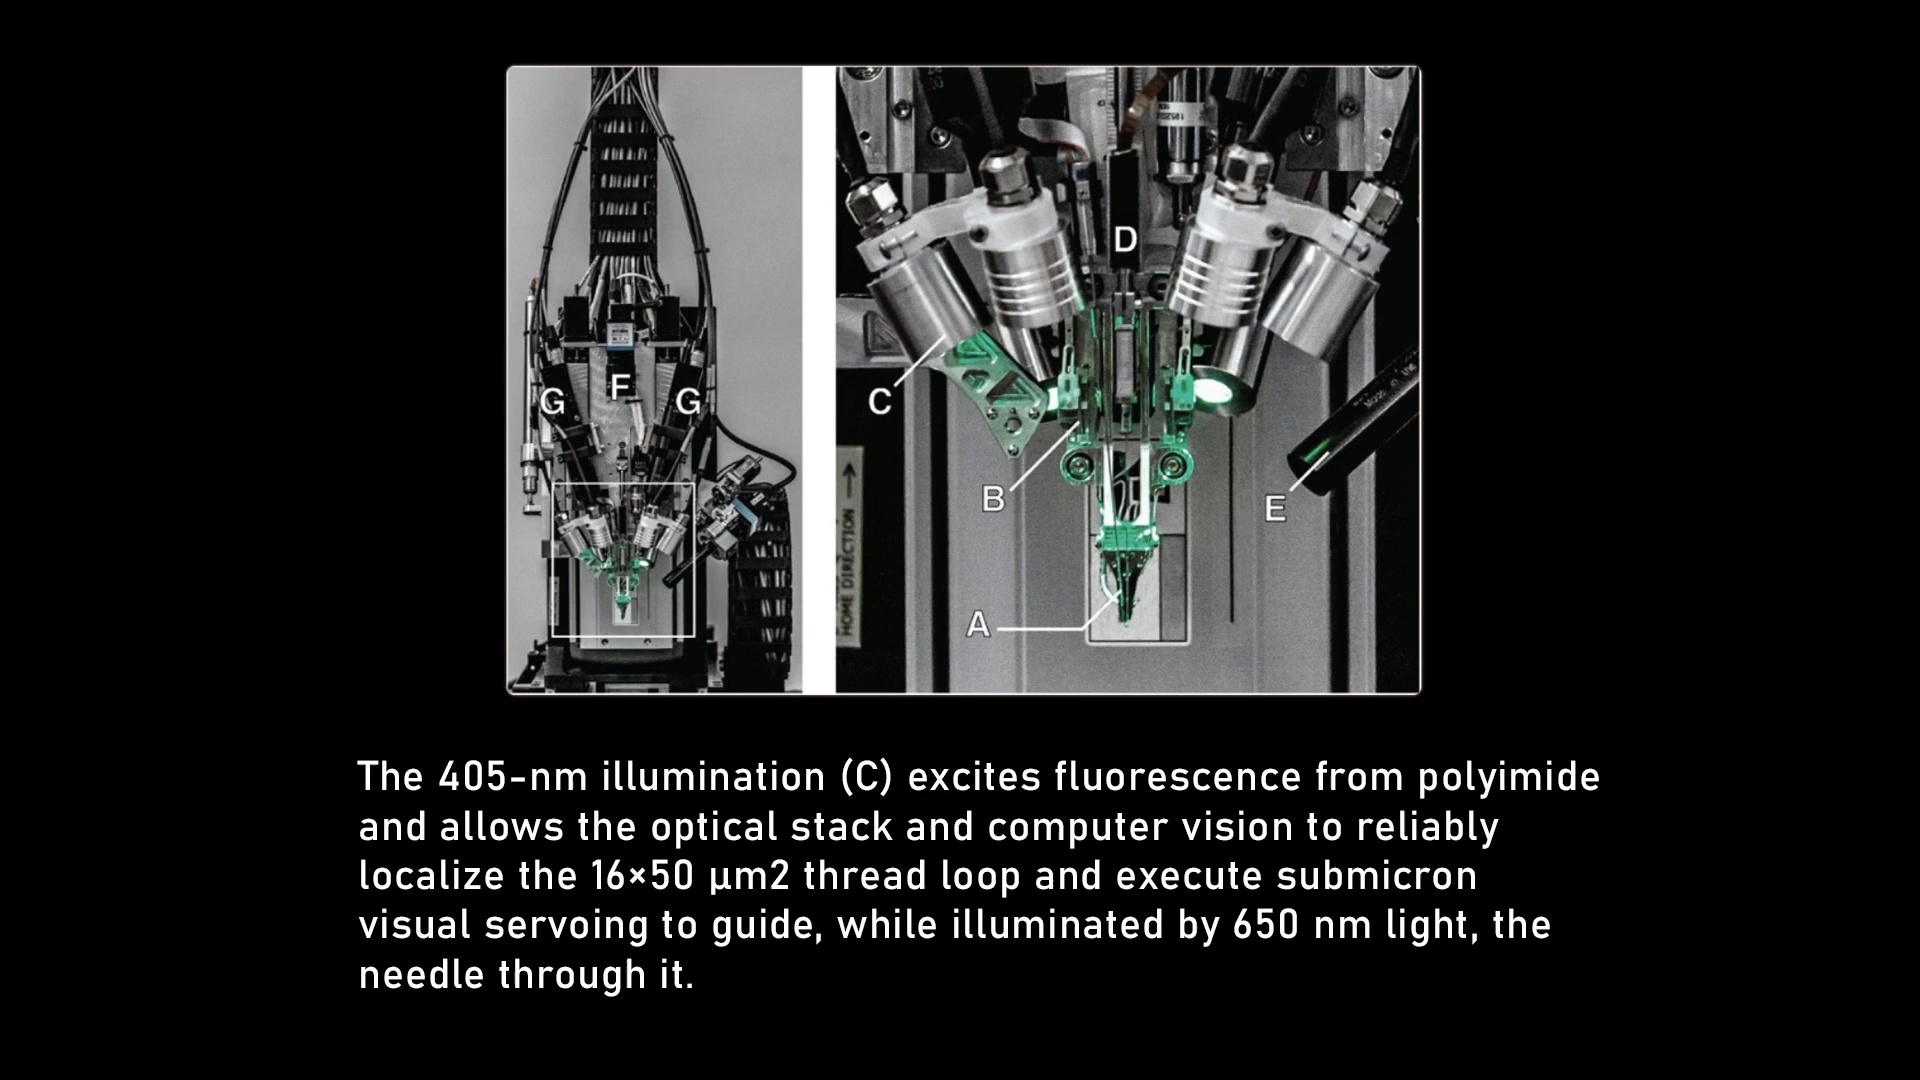 D
F
G
G
C
B
E
A
HOME DIRECTION
The 405-nm illumination (C) excites fluorescence from polyimide
and allows the optical stack and computer vision to reliably
localize the 16×50 µm2 thread loop and execute submicron
visual servoing to guide, while illuminated by 650 nm light, the
needle through it.